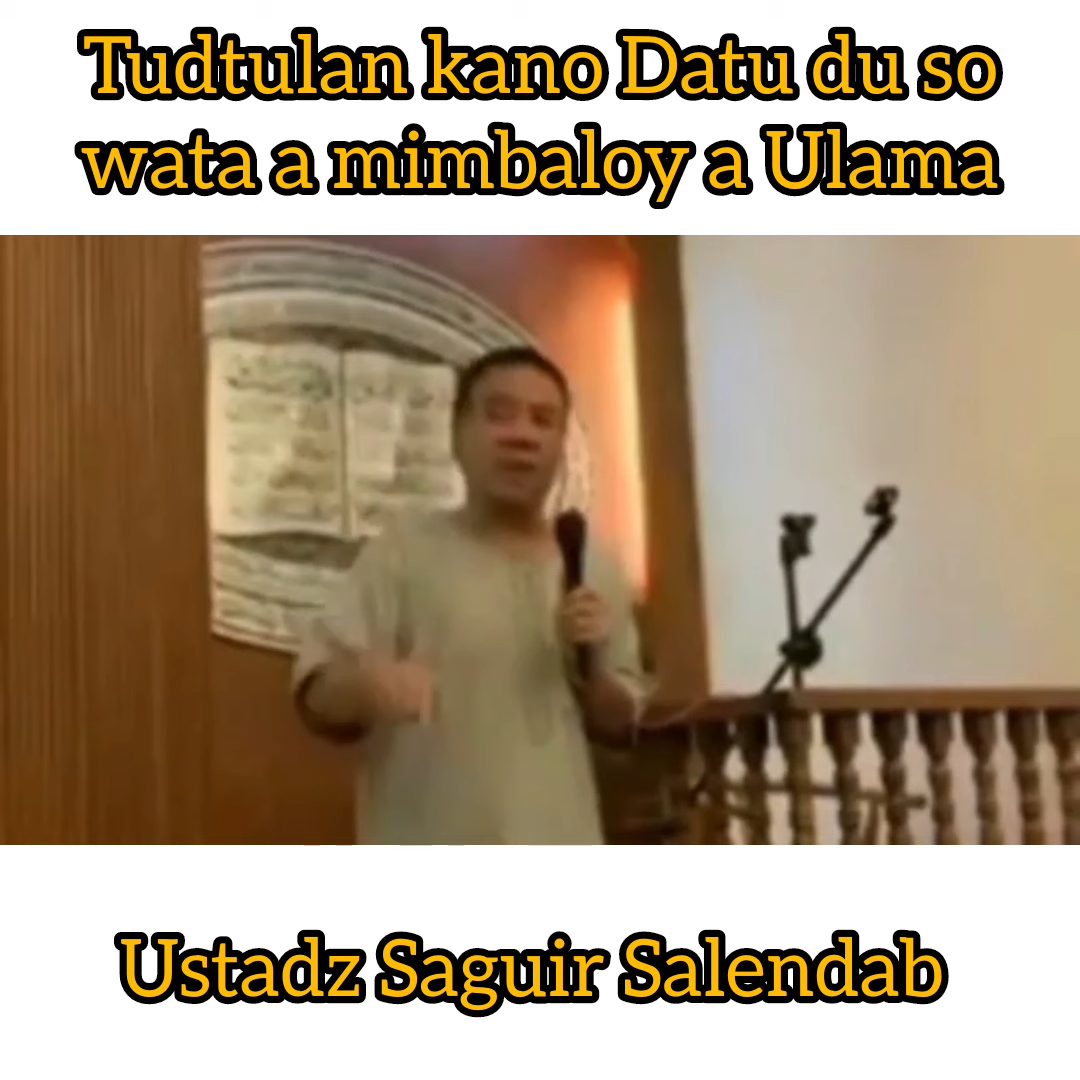 Tudtulan kano Datu du so
wata a mimbaloy a Ulama
Ustadz Saguir Salendab